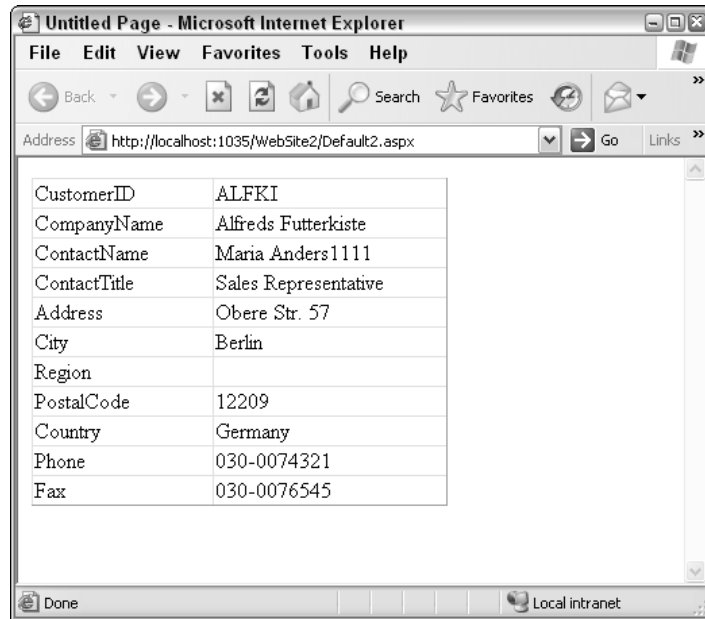 Untitled Page - Microsoft Internet Explorer
File Edit View Favorites Tools Help
Back Search Favorites »
Address http://localhost:1035/WebSite2/Default2.aspx Go Links »
CustomerID ALFKI
CompanyName Alfreds Futterkiste
ContactName Maria Anders1111
ContactTitle Sales Representative
Address Obere Str. 57
City Berlin
Region
PostalCode 12209
Country Germany
Phone 030-0074321
Fax 030-0076545
Done Local intranet